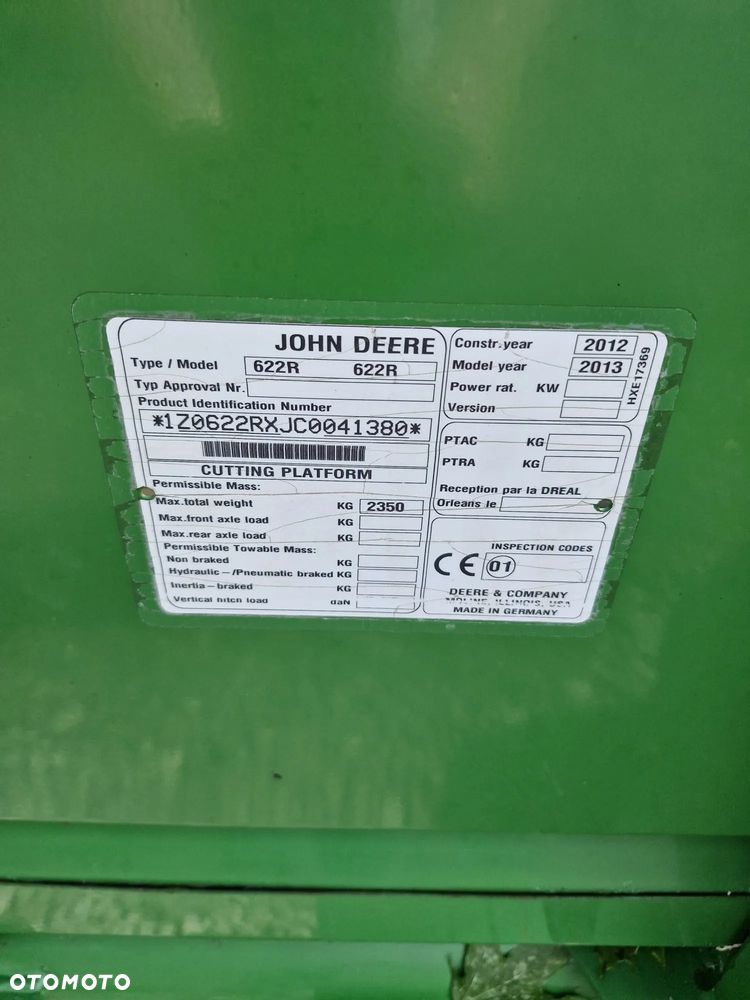 JOHN DEERE
Type / Model 622R 622R
Typ Approval Nr.
Product Identification Number
*1Z0622RXJC0041380*
CUTTING PLATFORM
Permissible Mass:
Max.total weight KG 2350
Max.front axle load KG
Max.rear axle load KG
Permissible Towable Mass:
Non braked KG
Hydraulic-/Pneumatic braked KG
Inertia-braked KG
Vertical hitch load daN
Constr.year 2012
Model year 2013
Power rat. KW
Version
HXE17369
PTAC KG
PTRA KG
Reception par la DREAL
Orleans le
INSPECTION CODES
CE 01
DEERE & COMPANY
MOLINE, ILLINOIS, USA
MADE IN GERMANY
OTOMOTO